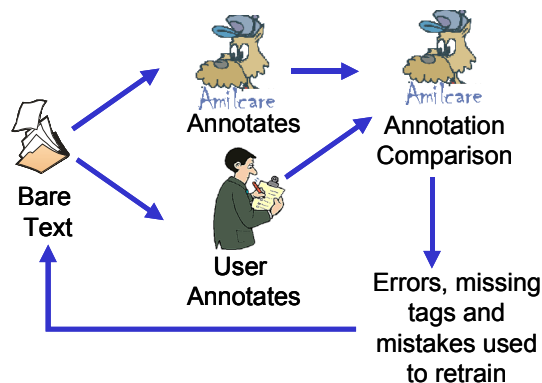 Amilcare
Annotates
Amilcare
Annotation
Comparison
Bare
Text
User
Annotates
Errors, missing
tags and
mistakes used
to retrain